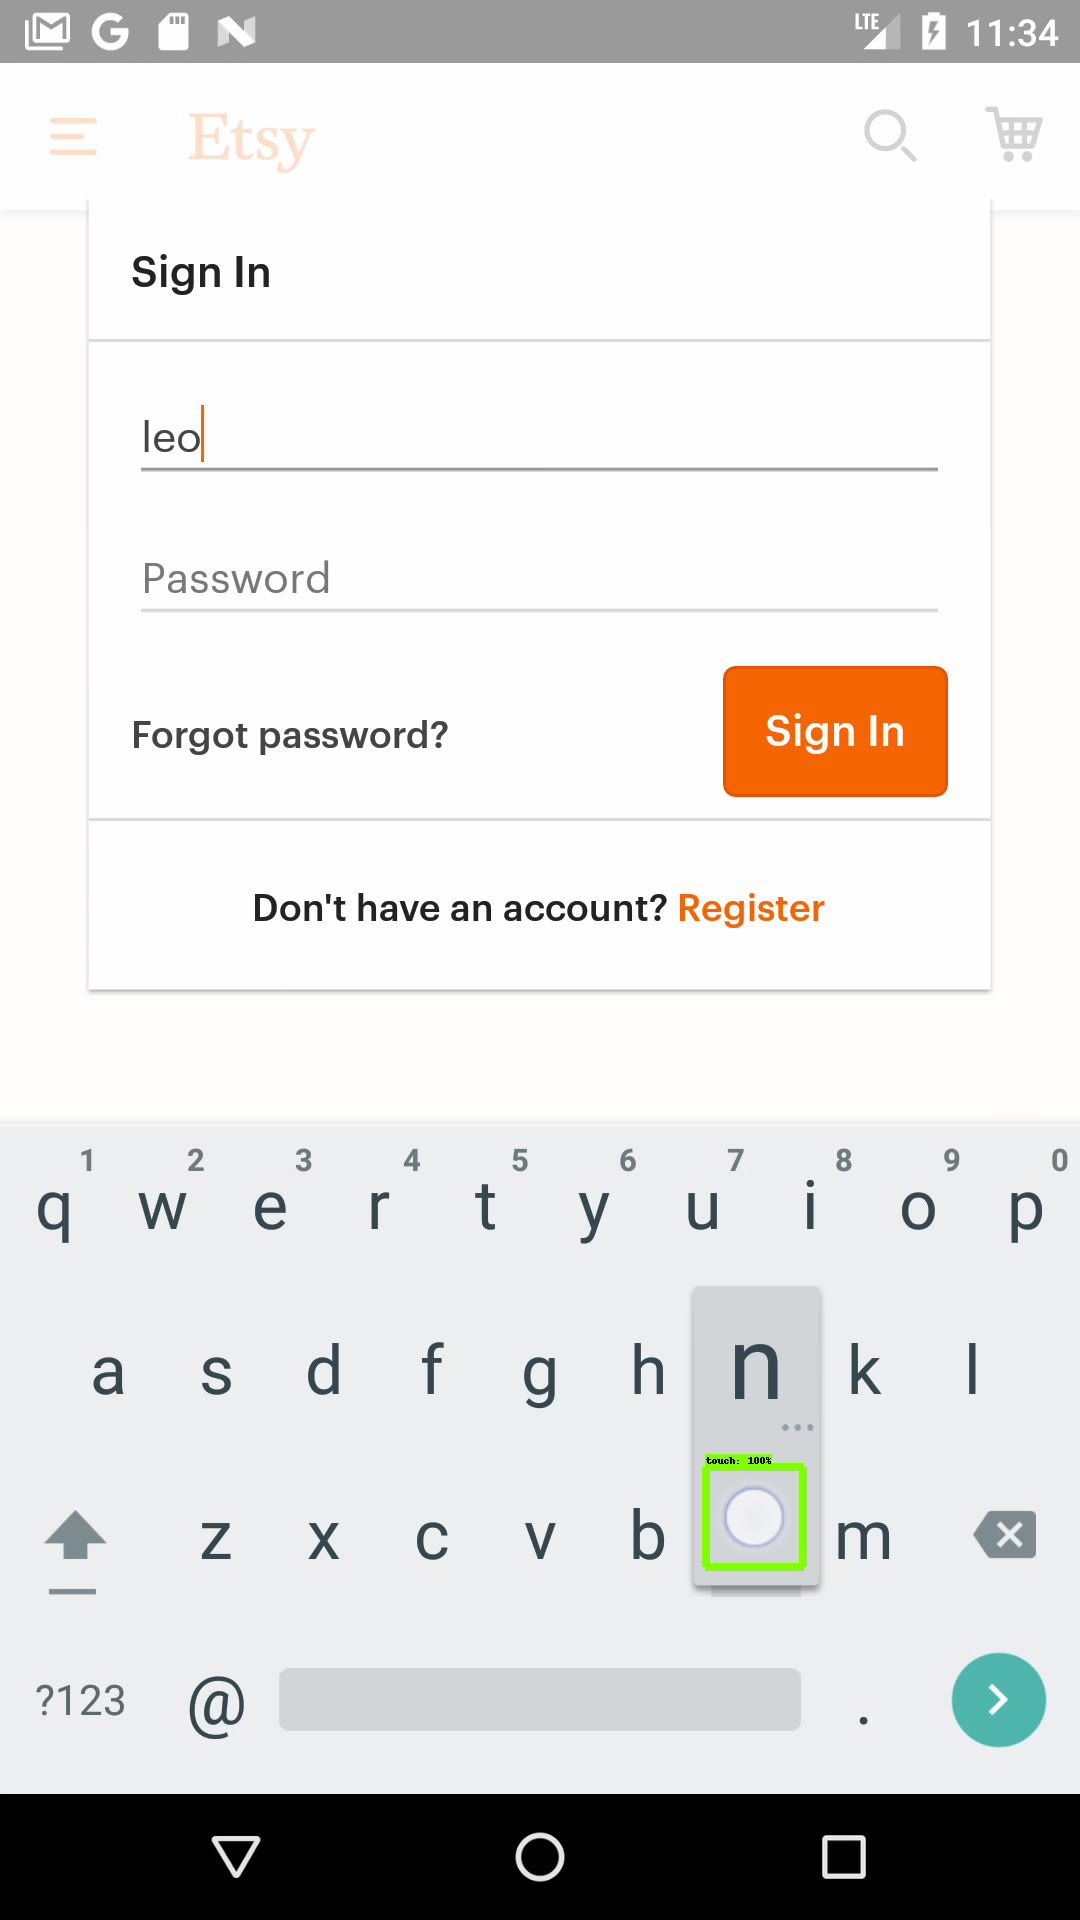 LTE 11:34
Etsy
Sign In
leo
Password
Forgot password? Sign In
Don't have an account? Register
1 2 3 4 5 6 7 8 9 0
q w e r t y u i o p
a s d f g h n k l
touch: 100%
z x c v b m
?123 @ .